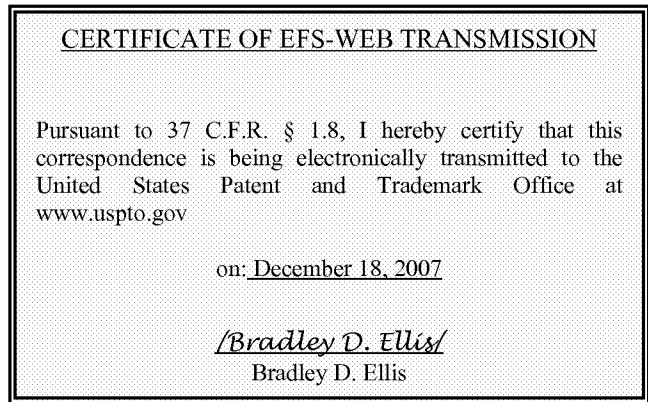 CERTIFICATE OF EFS-WEB TRANSMISSION
Pursuant to 37 C.F.R. § 1.8, I hereby certify that this
correspondence is being electronically transmitted to the
United States Patent and Trademark Office at
www.uspto.gov
on: December 18, 2007
/Bradley D. Ellis/
Bradley D. Ellis